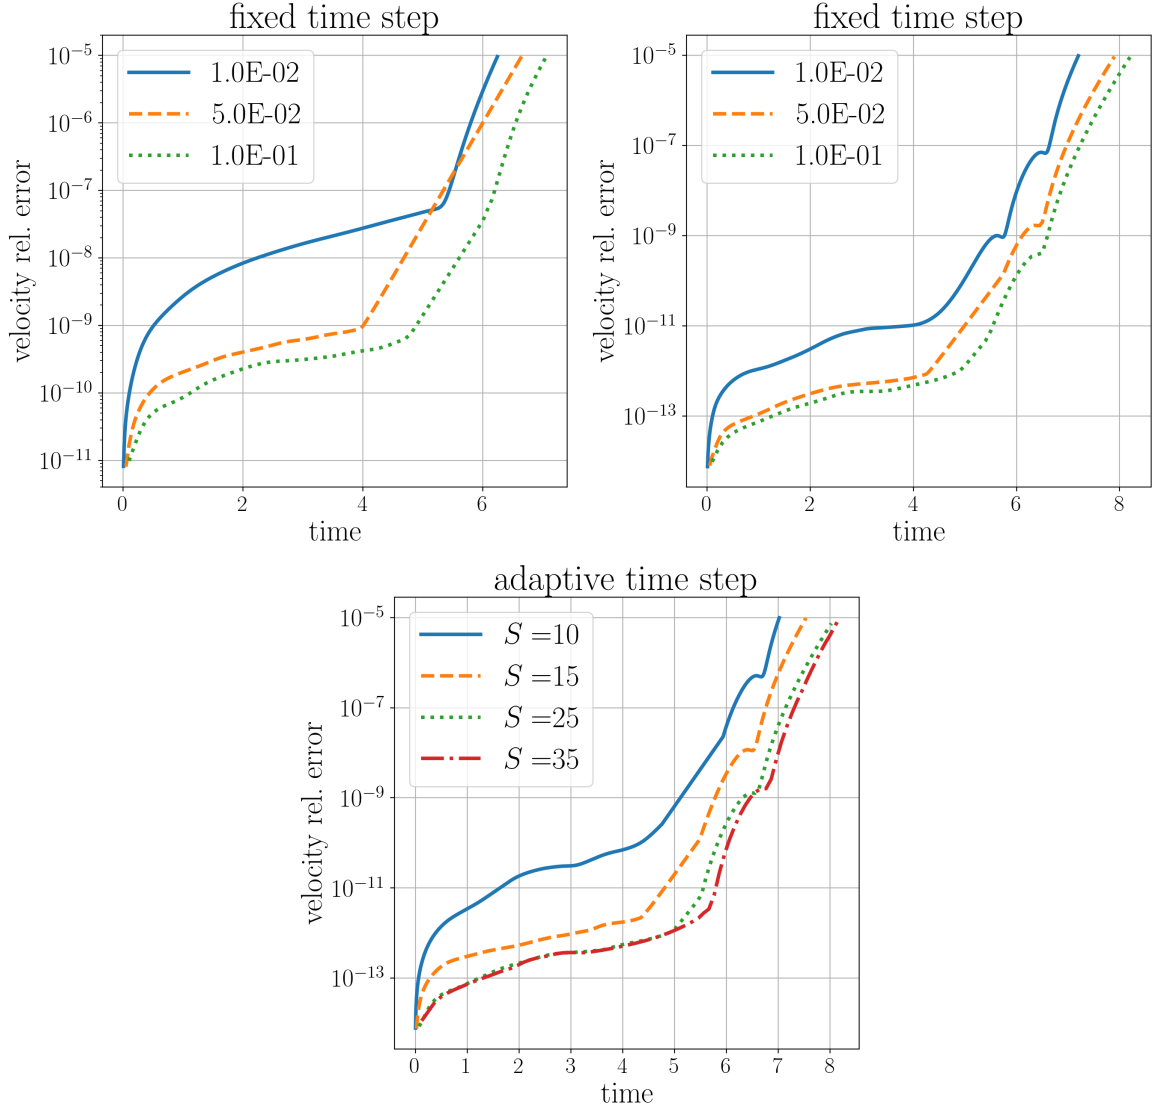 fixed time step
10−5
10−6
10−7
10−8
10−9
10−10
10−11
velocity rel. error
1.0E-02
5.0E-02
1.0E-01
0 2 4 6
time
fixed time step
10−5
10−7
10−9
10−11
10−13
velocity rel. error
1.0E-02
5.0E-02
1.0E-01
0 2 4 6 8
time
adaptive time step
10−5
10−7
10−9
10−11
10−13
velocity rel. error
S =10
S =15
S =25
S =35
0 1 2 3 4 5 6 7 8
time